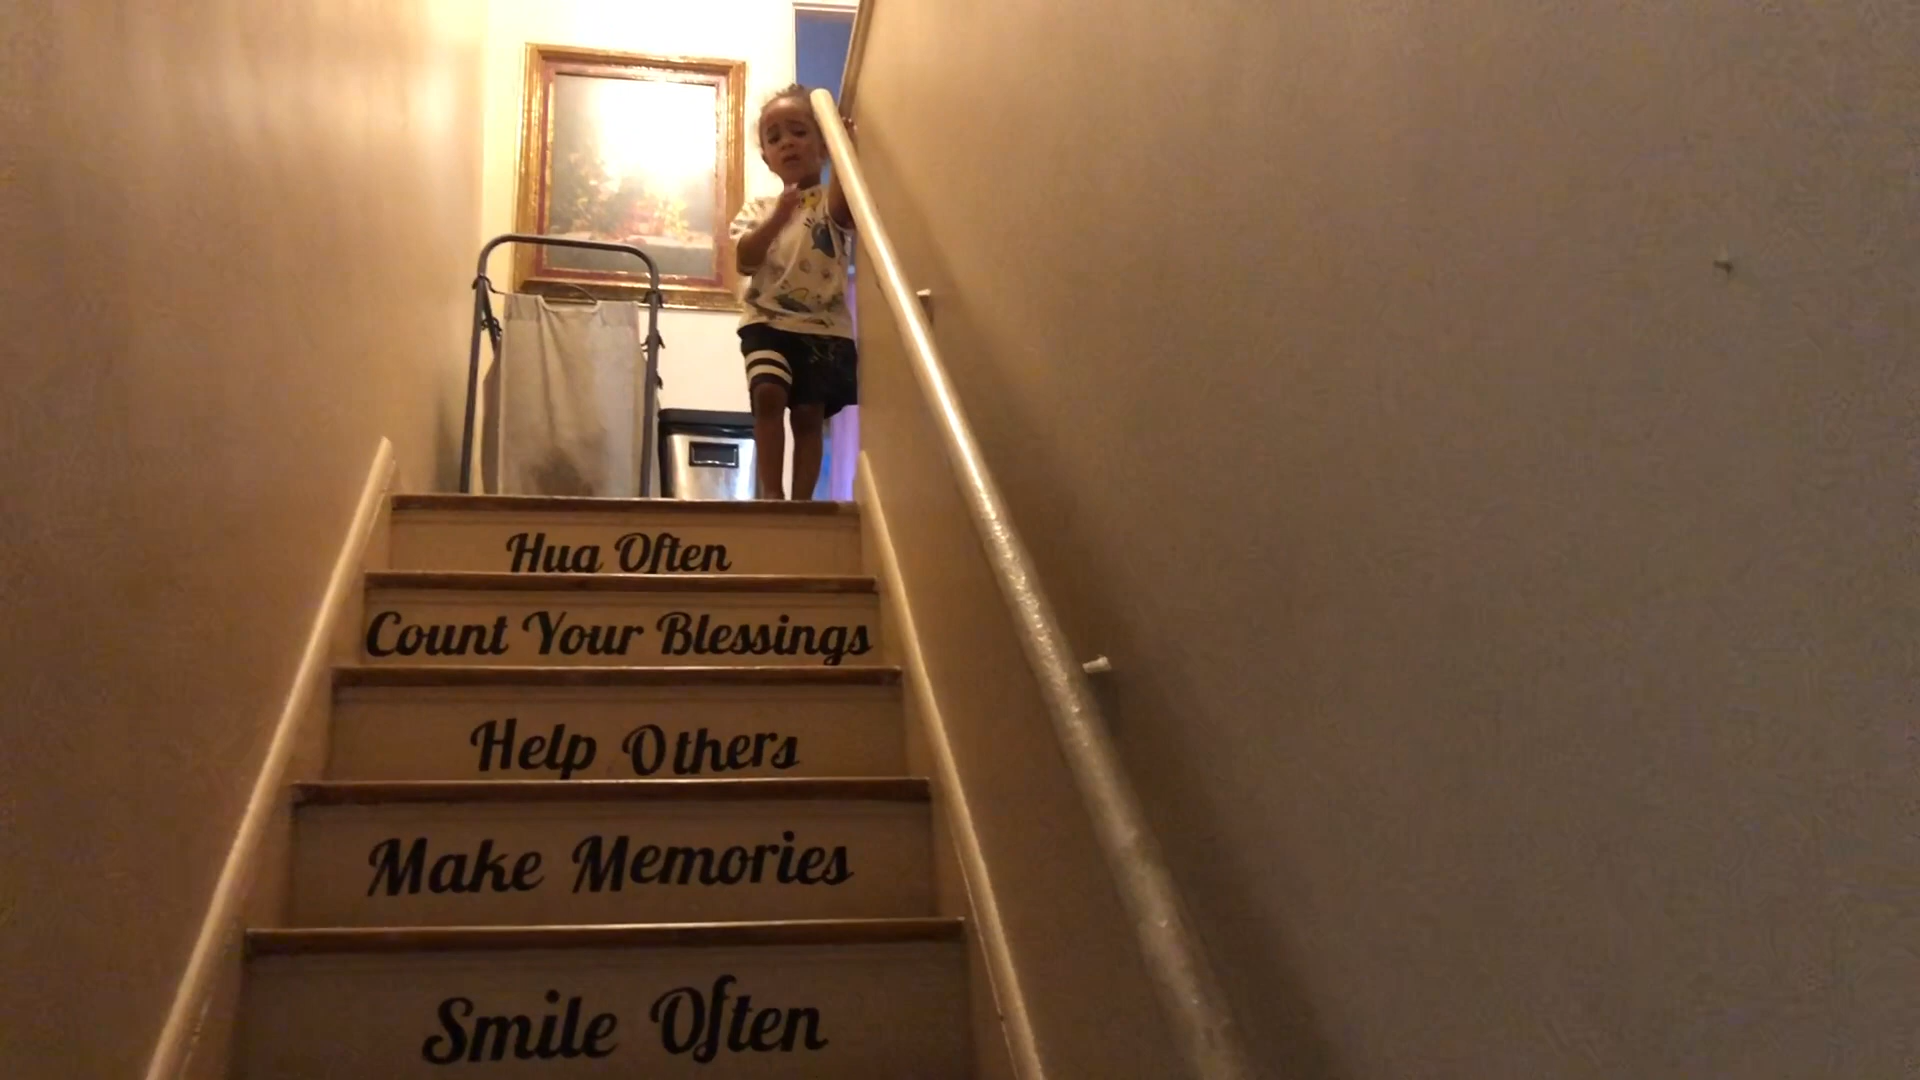 Hug Often
Count Your Blessings
Help Others
Make Memories
Smile Often